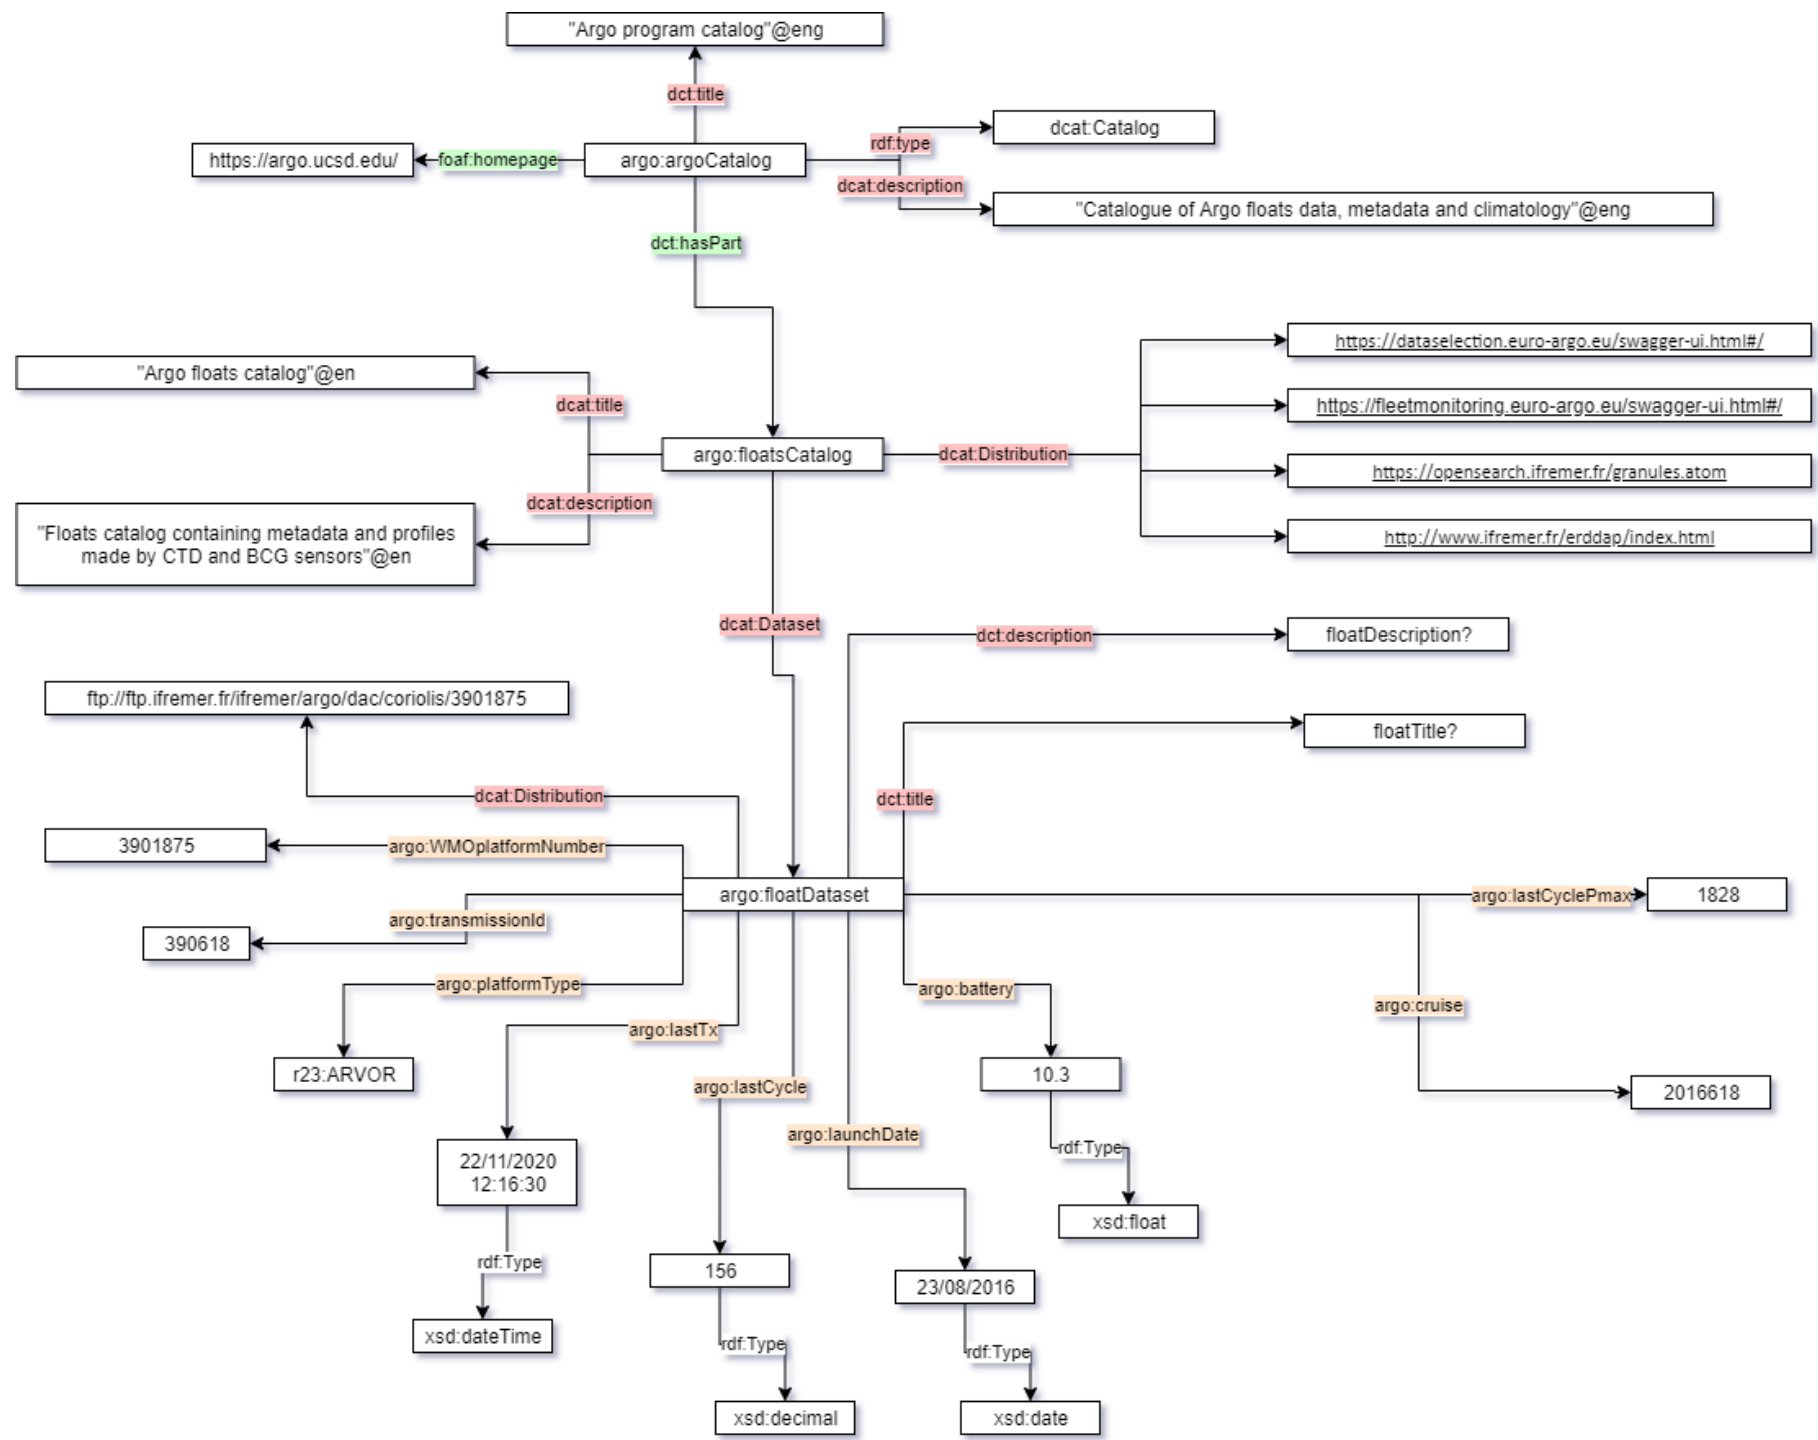 "Argo program catalog"@eng
dct:title
dcat:Catalog
rdf:type
https://argo.ucsd.edu/
foaf:homepage
argo:argoCatalog
dcat:description
"Catalogue of Argo floats data, metadata and climatology"@eng
dct:hasPart
https://dataselection.euro-argo.eu/swagger-ui.html#/
"Argo floats catalog"@en
dcat:title
https://fleetmonitoring.euro-argo.eu/swagger-ui.html#/
argo:floatsCatalog
dcat:Distribution
https://opensearch.ifremer.fr/granules.atom
dcat:description
"Floats catalog containing metadata and profiles
made by CTD and BCG sensors"@en
http://www.ifremer.fr/erddap/index.html
dcat:Dataset
dct:description
floatDescription?
ftp://ftp.ifremer.fr/ifremer/argo/dac/coriolis/3901875
floatTitle?
dcat:Distribution
dct:title
3901875
argo:WMOplatformNumber
argo:floatDataset
argo:lastCyclePmax
1828
argo:transmissionId
390618
argo:platformType
argo:battery
argo:cruise
argo:lastTx
r23:ARVOR
argo:lastCycle
10.3
2016618
argo:launchDate
rdf:Type
22/11/2020
12:16:30
xsd:float
rdf:Type
156
23/08/2016
xsd:dateTime
rdf:Type
rdf:Type
xsd:decimal
xsd:date